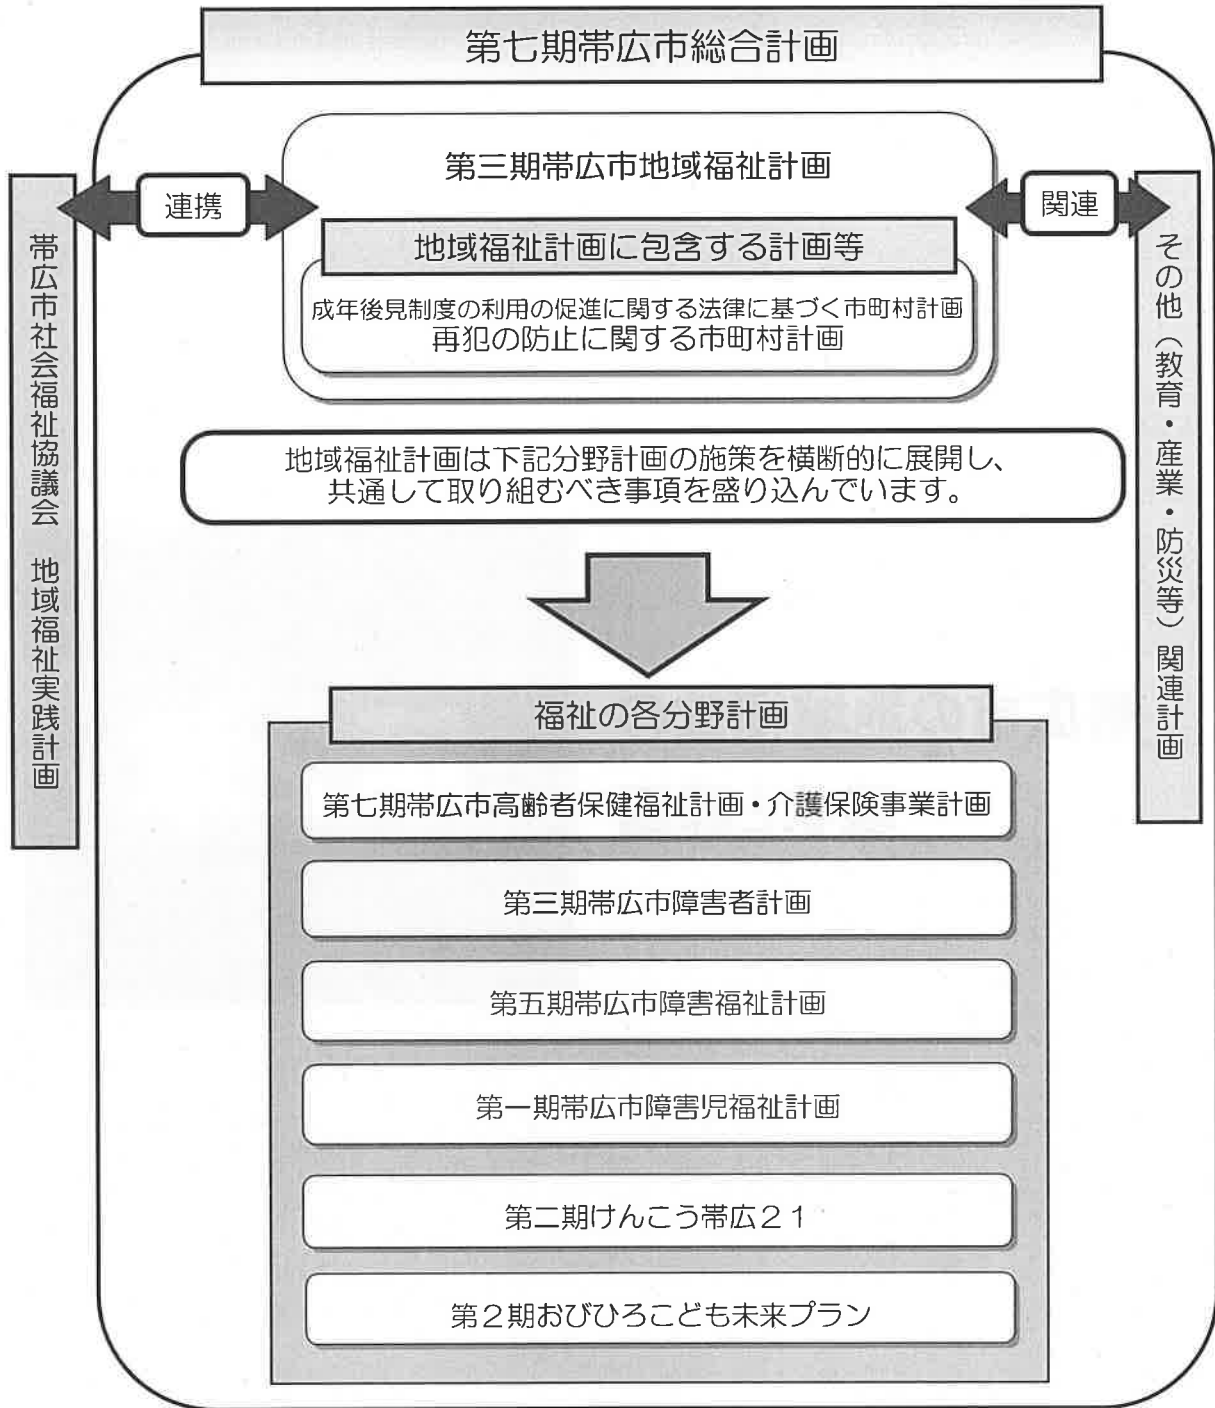 第七期帯広市総合計画
第三期帯広市地域福祉計画
連携
関連
地域福祉計画に包含する計画等
成年後見制度の利用の促進に関する法律に基づく市町村計画
再犯の防止に関する市町村計画
帯広市社会福祉協議会　地域福祉実践計画
その他（教育・産業・防災等）関連計画
地域福祉計画は下記分野計画の施策を横断的に展開し、
共通して取り組むべき事項を盛り込んでいます。
福祉の各分野計画
第七期帯広市高齢者保健福祉計画・介護保険事業計画
第三期帯広市障害者計画
第五期帯広市障害福祉計画
第一期帯広市障害児福祉計画
第二期けんこう帯広２１
第２期おびひろこども未来プラン